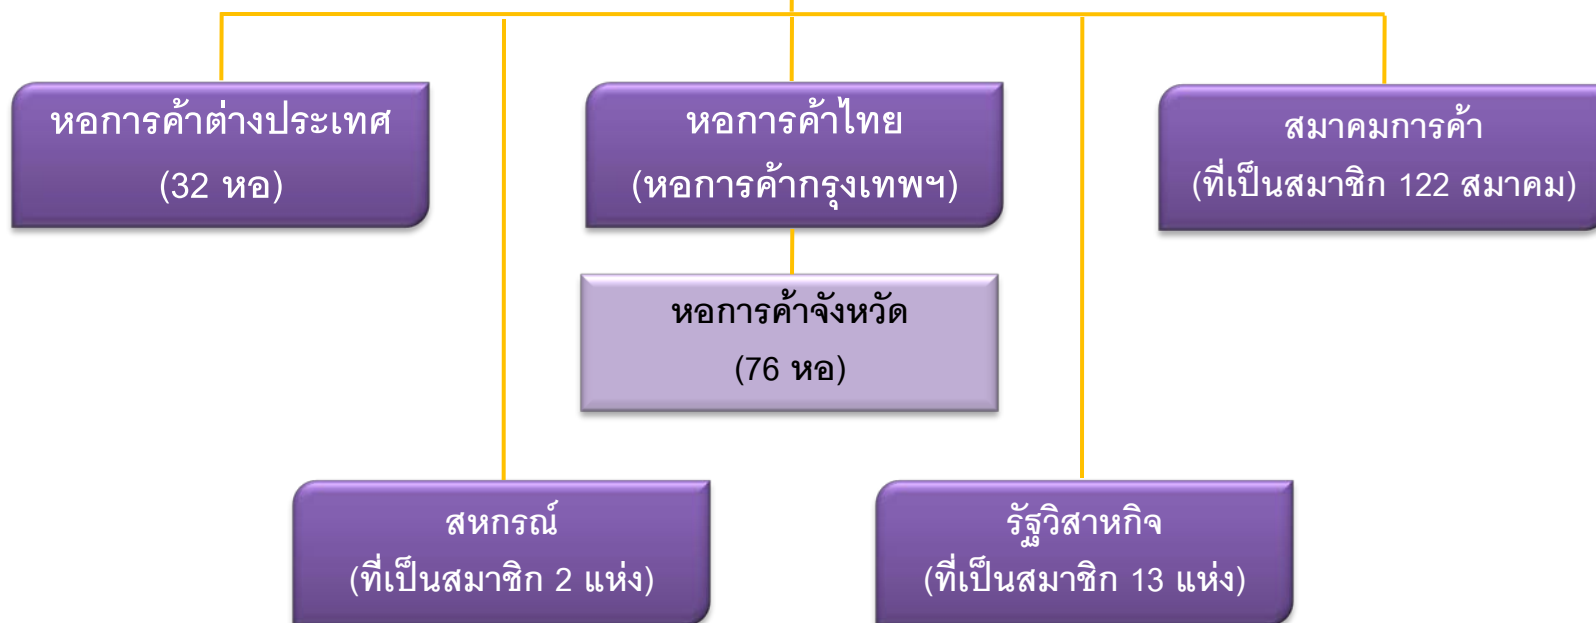 หอการค้าต่างประเทศ
(32 หอ)
หอการค้าไทย
(หอการค้ากรุงเทพฯ)
สมาคมการค้า
(ที่เป็นสมาชิก 122 สมาคม)
หอการค้าจังหวัด
(76 หอ)
สหกรณ์
(ที่เป็นสมาชิก 2 แห่ง)
รัฐวิสาหกิจ
(ที่เป็นสมาชิก 13 แห่ง)